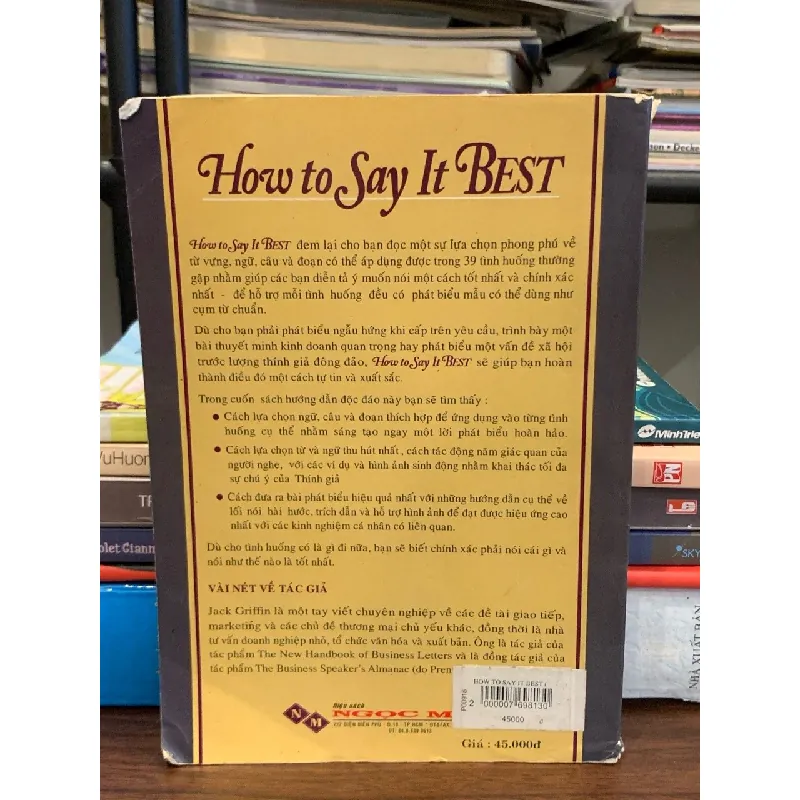 How to Say It BEST
How to Say It BEST đem lại cho bạn đọc một sự lựa chọn phong phú về
từ vựng, ngữ, câu và đoạn có thể áp dụng được trong 39 tình huống thường
gặp nhằm giúp các bạn diễn tả ý muốn nói một cách tốt nhất và chính xác
nhất - để hỗ trợ mỗi tình huống đều có phát biểu mẫu có thể dùng như
cụm từ chuẩn.
Dù cho bạn phải phát biểu ngẫu hứng khi cấp trên yêu cầu, trình bày một
bài thuyết minh kinh doanh quan trọng hay phát biểu một vấn đề xã hội
trước lượng thính giả đông đảo, How to Say It BEST sẽ giúp bạn hoàn
thành điều đó một cách tự tin và xuất sắc.
Trong cuốn sách hướng dẫn độc đáo này bạn sẽ tìm thấy :
● Cách lựa chọn ngữ, câu và đoạn thích hợp để ứng dụng vào từng tình
huống cụ thể nhằm sáng tạo ngay một lời phát biểu hoàn hảo.
● Cách lựa chọn từ và ngữ thu hút nhất, cách tác động năm giác quan của
người nghe, với các ví dụ và hình ảnh sinh động nhằm khai thác tối đa
sự chú ý của Thính giả
● Cách đưa ra bài phát biểu hiệu quả nhất với những hướng dẫn cụ thể về
lối nói hài hước, trích dẫn và hỗ trợ hình ảnh để đạt được hiệu ứng cao
nhất với các kinh nghiệm cá nhân có liên quan.
Dù cho tình huống có là gì đi nữa, bạn sẽ biết chính xác phải nói cái gì và
nói như thế nào là tốt nhất.
VÀI NÉT VỀ TÁC GIẢ
Jack Griffin là một tay viết chuyên nghiệp về các đề tài giao tiếp,
marketing và các chủ đề thương mại chủ yếu khác, đồng thời là nhà
tư vấn doanh nghiệp nhỏ, tổ chức văn hóa và xuất bản. Ông là tác giả của
tác phẩm The New Handbook of Business Letters và là đồng tác giả của
tác phẩm The Business Speaker's Almanac (do Pren
HOW TO SAY IT BEST
2 000007 698130
45000 đ
NM
NGỌC M
Giá : 45.000đ
MinhTrie
VuHuon
olet Giann
SKY
NHÀ XUẤT BẢN